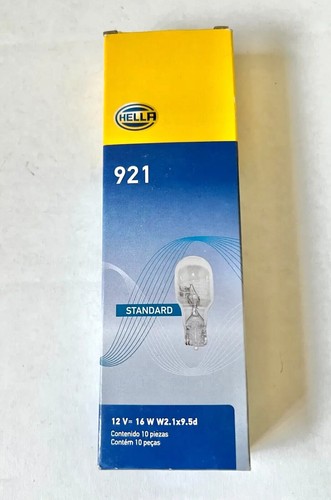 HELLA
921
STANDARD
12 V= 16 W W2.1x9.5d
Contenido 10 piezas
Contém 10 peças